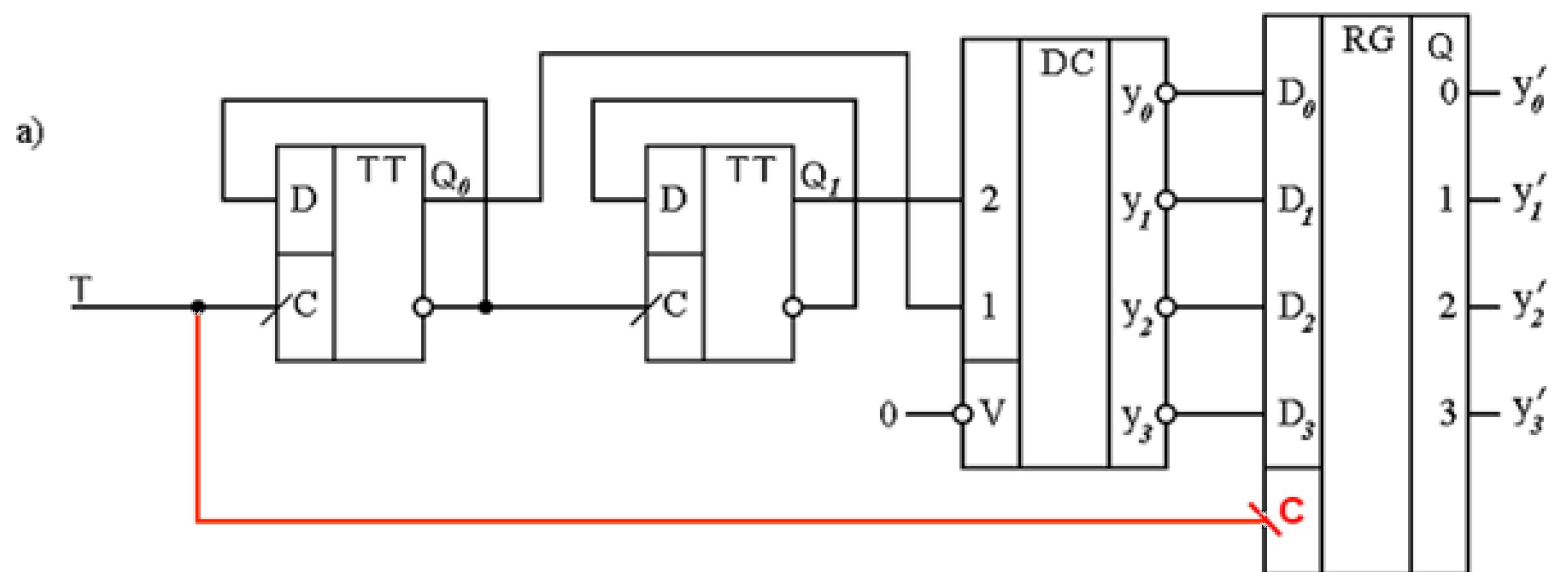 a)
T
D
C
TT
Q₀
D
C
TT
Q₁
2
1
0
V
DC
y₀
y₁
y₂
y₃
D₀
D₁
D₂
D₃
C
RG
Q
0
1
2
3
y′₀
y′₁
y′₂
y′₃